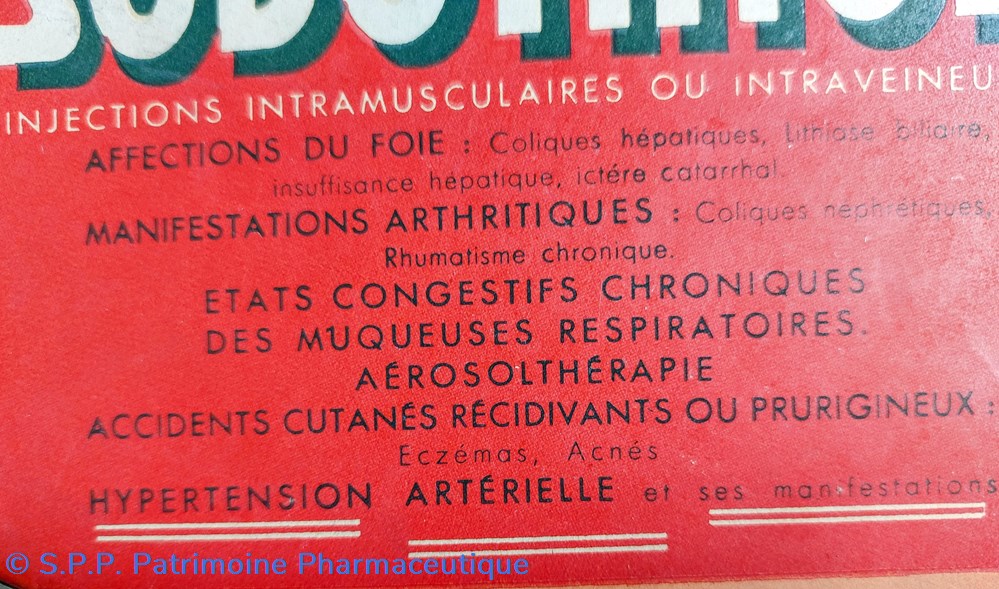 INJECTIONS INTRAMUSCULAIRES OU INTRAVEINEU
AFFECTIONS DU FOIE : Coliques hépatiques, Lithiase biliaire,
insuffisance hépatique, ictére catarrhal.
MANIFESTATIONS ARTHRITIQUES : Coliques néphrétiques,
Rhumatisme chronique.
ETATS CONGESTIFS CHRONIQUES
DES MUQUEUSES RESPIRATOIRES.
AÉROSOLTHÉRAPIE
ACCIDENTS CUTANÉS RÉCIDIVANTS OU PRURIGINEUX :
Eczémas, Acnés
HYPERTENSION ARTÉRIELLE et ses manifestations
© S.P.P. Patrimoine Pharmaceutique